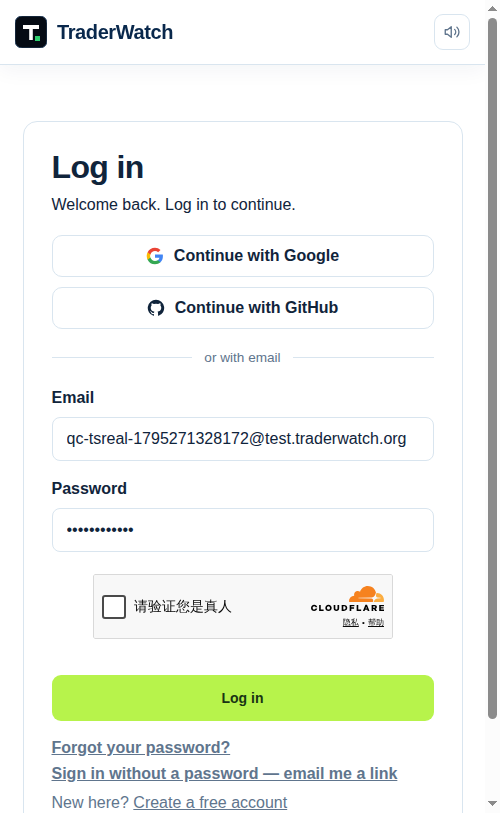 T.
TraderWatch
Log in
Welcome back. Log in to continue.
Continue with Google
Continue with GitHub
or with email
Email
qc-tsreal-1795271328172@test.traderwatch.org
Password
••••••••••••
请验证您是真人
CLOUDFLARE
隐私 • 帮助
Log in
Forgot your password?
Sign in without a password — email me a link
New here? Create a free account